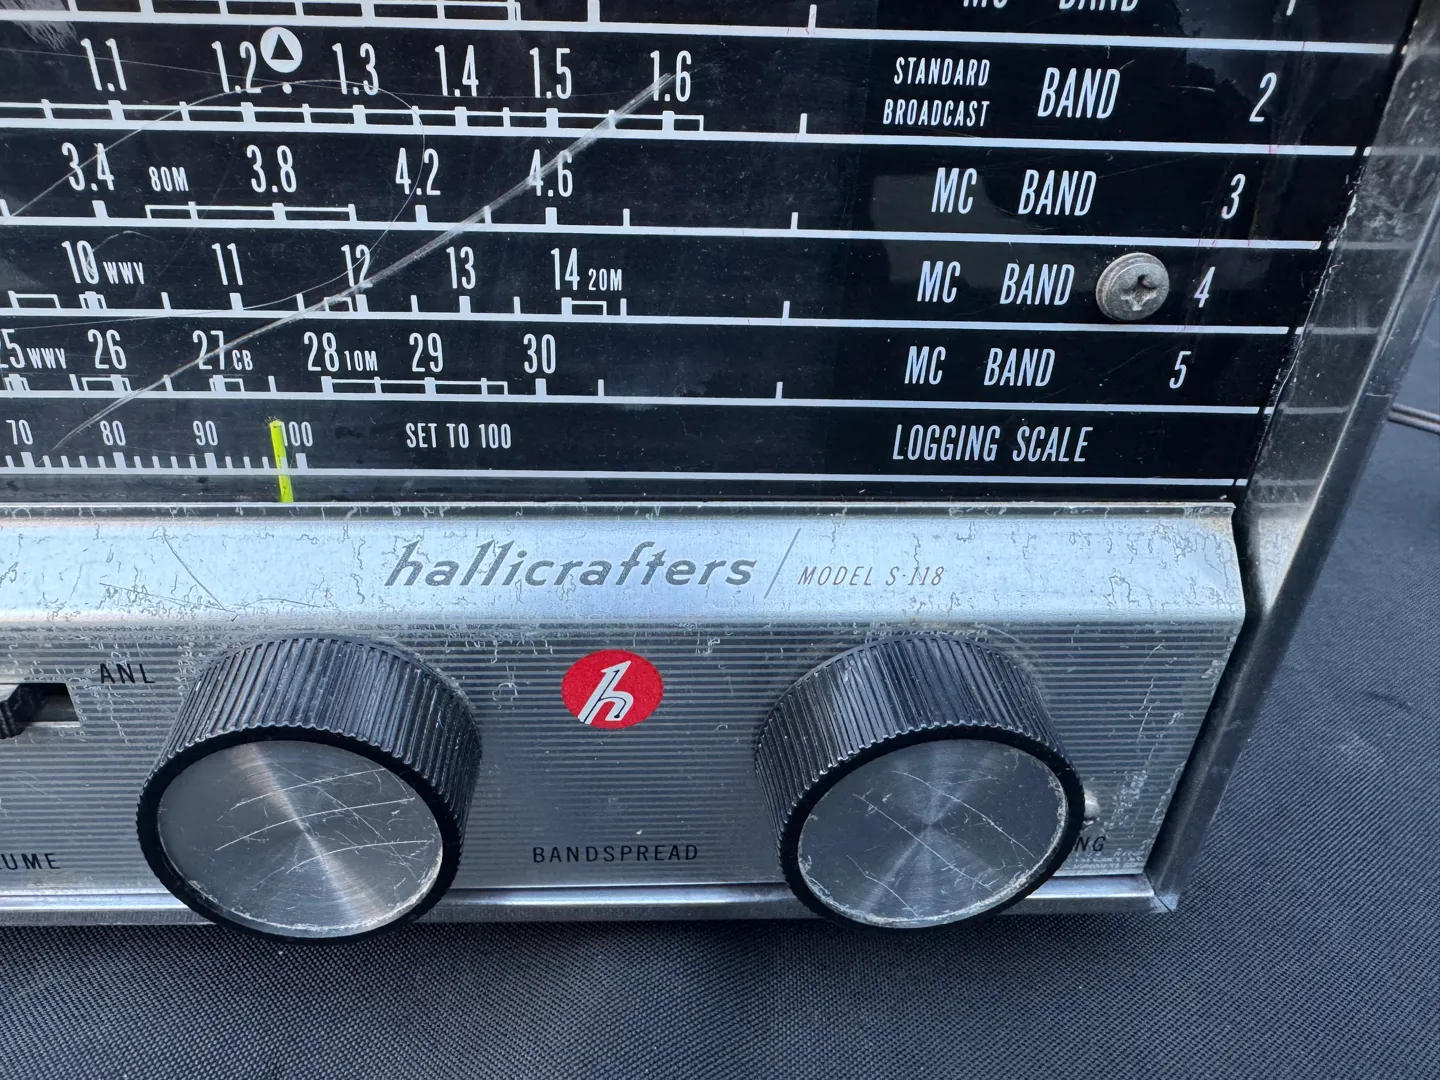 MC BAND
1.1 1.2 1.3 1.4 1.5 1.6 STANDARD BROADCAST BAND 2
3.4 80M 3.8 4.2 4.6 MC BAND 3
10 WWV 11 12 13 14 20M MC BAND 4
25 WWV 26 27 CB 28 10M 29 30 MC BAND 5
70 80 90 100 SET TO 100 LOGGING SCALE
hallicrafters / MODEL S-118
ANL
h
BANDSPREAD